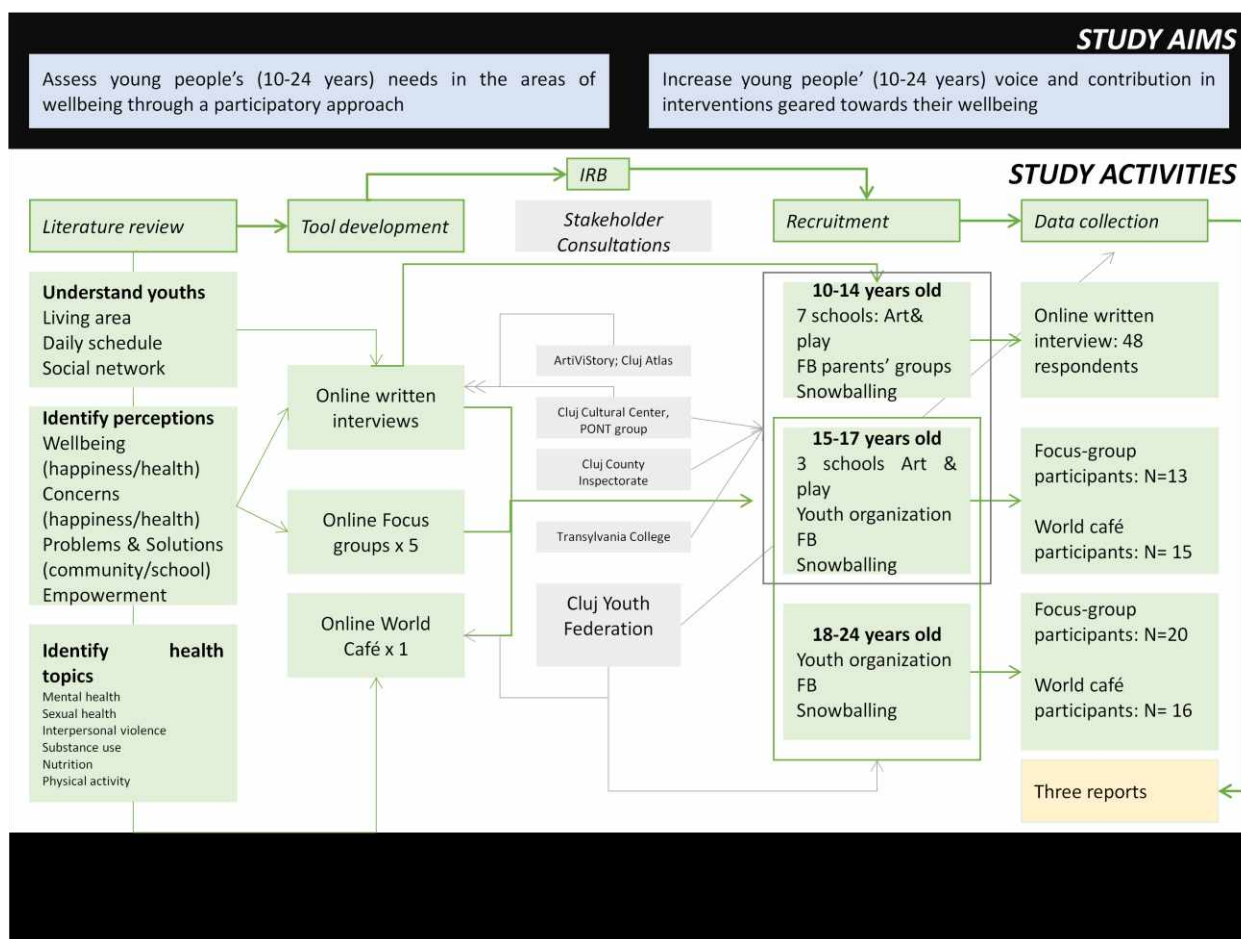 STUDY AIMS
Assess young people's (10-24 years) needs in the areas of
wellbeing through a participatory approach
Increase young people' (10-24 years) voice and contribution in
interventions geared towards their wellbeing
STUDY ACTIVITIES
IRB
Literature review
Tool development
Stakeholder
Consultations
Recruitment
Data collection
Understand youths
Living area
Daily schedule
Social network
Identify perceptions
Wellbeing
(happiness/health)
Concerns
(happiness/health)
Problems & Solutions
(community/school)
Empowerment
Identify health
topics
Mental health
Sexual health
Interpersonal violence
Substance use
Nutrition
Physical activity
Online written
interviews
Online Focus
groups x 5
Online World
Café x 1
ArtiViStory; Cluj Atlas
Cluj Cultural Center,
PONT group
Cluj County
Inspectorate
Transylvania College
Cluj Youth
Federation
10-14 years old
7 schools: Art&
play
FB parents' groups
Snowballing
15-17 years old
3 schools Art &
play
Youth organization
FB
Snowballing
18-24 years old
Youth organization
FB
Snowballing
Online written
interview: 48
respondents
Focus-group
participants: N=13
World café
participants: N= 15
Focus-group
participants: N=20
World café
participants: N= 16
Three reports